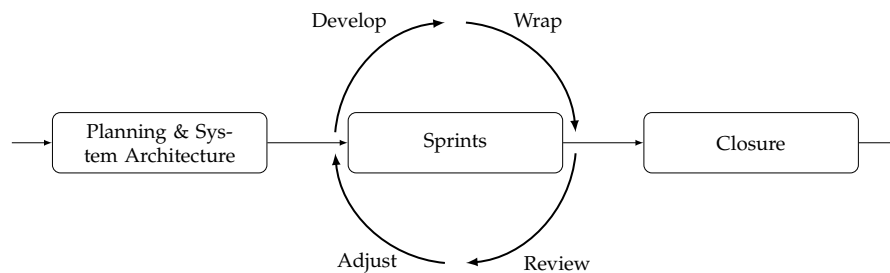 Develop
Wrap
Planning & Sys-
tem Architecture
Sprints
Closure
Adjust
Review